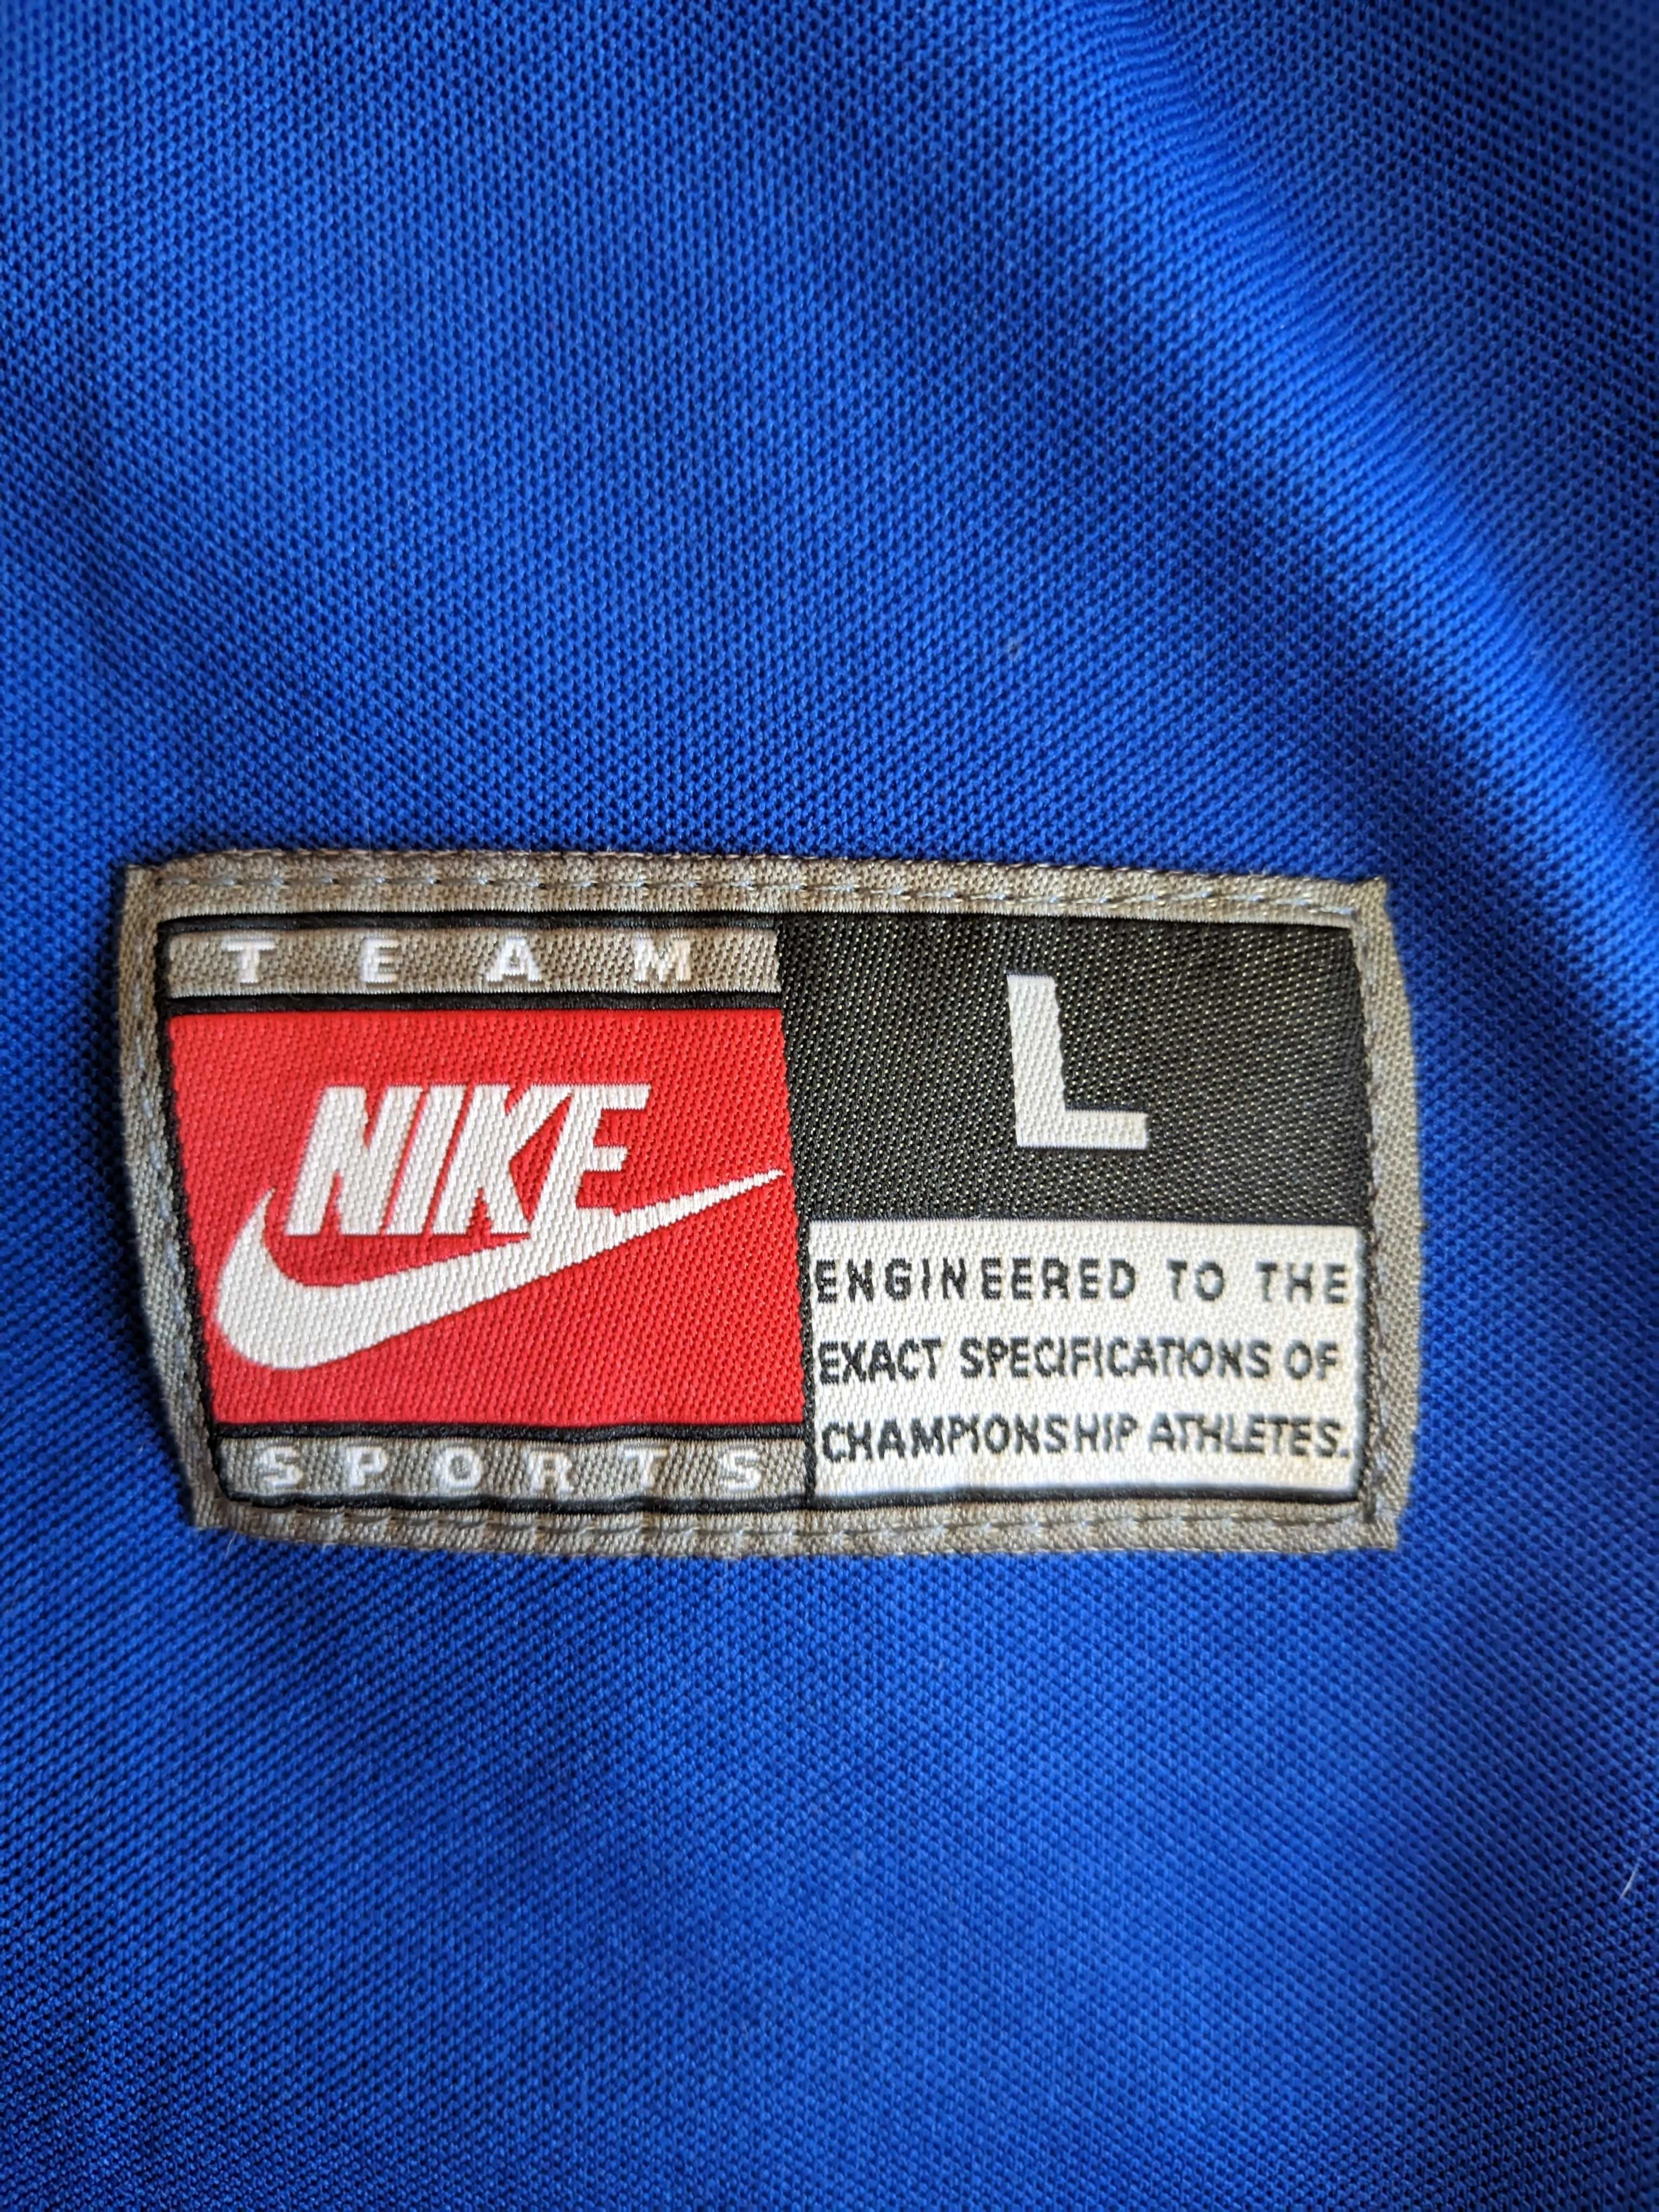 TEAM
NIKE
SPORTS
L
ENGINEERED TO THE
EXACT SPECIFICATIONS OF
CHAMPIONSHIP ATHLETES.